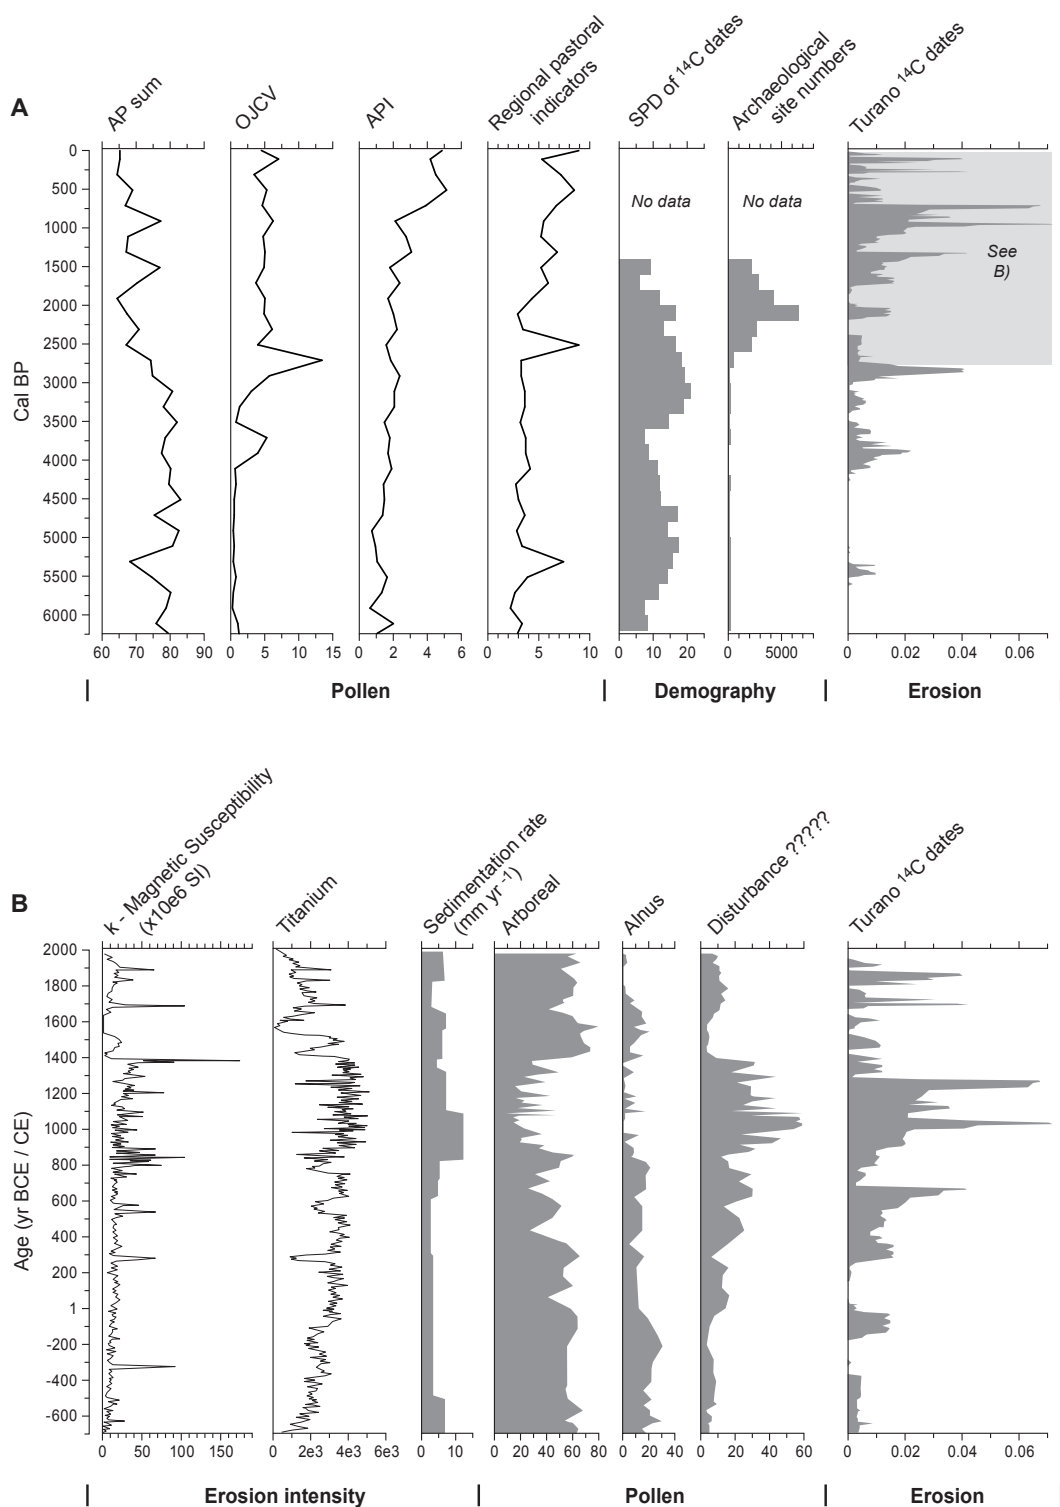 A
AP sum
OJCV
API
Regional pastoral
indicators
SPD of 14C dates
Archaeological
site numbers
Turano 14C dates
Cal BP
0
500
1000
1500
2000
2500
3000
3500
4000
4500
5000
5500
6000
No data
No data
See
B)
60 70 80 90
0 5 10 15
0 2 4 6
0 5 10
0 10 20
0 5000
0 0.02 0.04 0.06
Pollen
Demography
Erosion
B
k - Magnetic Susceptibility
(x10e6 SI)
Titanium
Sedimentation rate
(mm yr -1)
Arboreal
Alnus
Disturbance ?????
Turano 14C dates
Age (yr BCE / CE)
2000
1800
1600
1400
1200
1000
800
600
400
200
1
-200
-400
-600
0 50 100
0 2e3 4e3 6e3
0 10
0 20 40 60 80
0 20 40
0 20 40 60
0 0.02 0.04 0.06
Erosion intensity
Pollen
Erosion